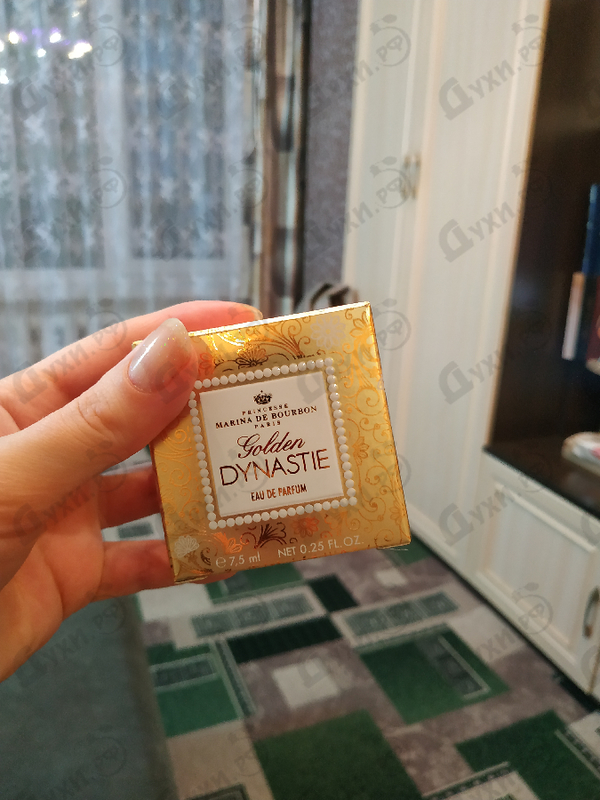 PRINCESSE
MARINA DE BOURBON
PARIS
Golden
DYNASTIE
EAU DE PARFUM
℮ 7,5 ml NET 0.25 FL OZ.
Духи.рф